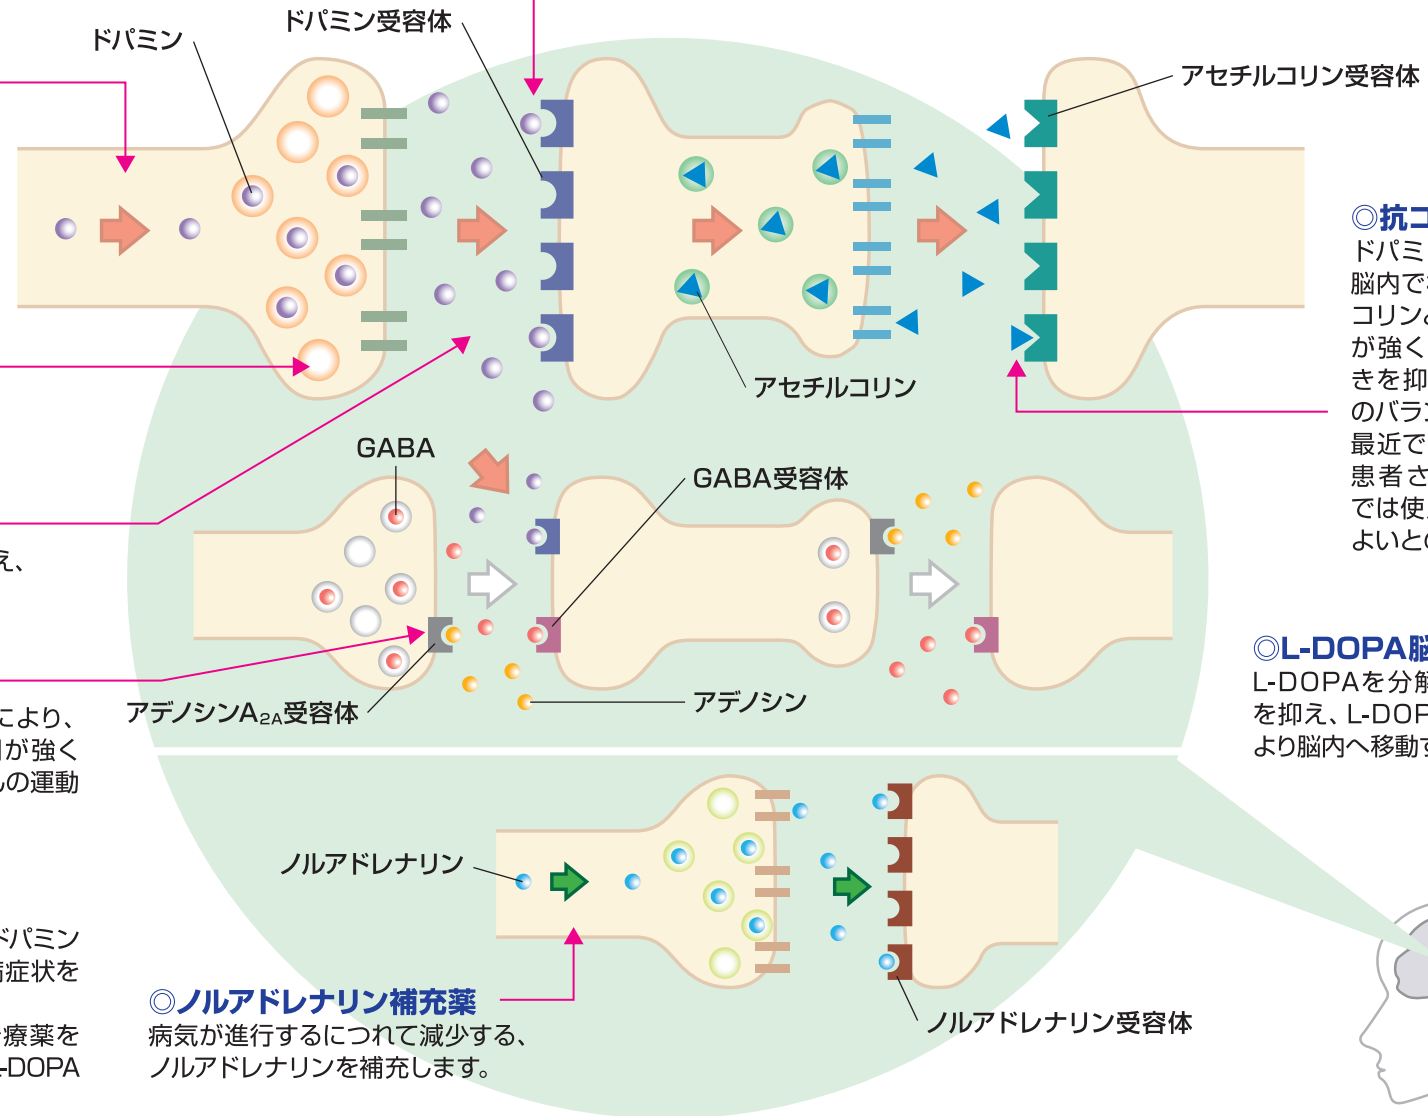 ドパミン
ドパミン受容体
アセチルコリン受容体
アセチルコリン
GABA
GABA受容体
アデノシンA2A受容体
アデノシン
ノルアドレナリン
ノルアドレナリン受容体
え、
により、
が強く
の運動
ドパミン
症状を
療薬を
-DOPA
◎ノルアドレナリン補充薬
病気が進行するにつれて減少する、
ノルアドレナリンを補充します。
◎抗コ
ドパミ
脳内で
コリン
が強く
きを抑
のバラン
最近で
患者さ
では使
よいとの
◎L-DOPA脳
L-DOPAを分解
を抑え、L-DOP
より脳内へ移動す